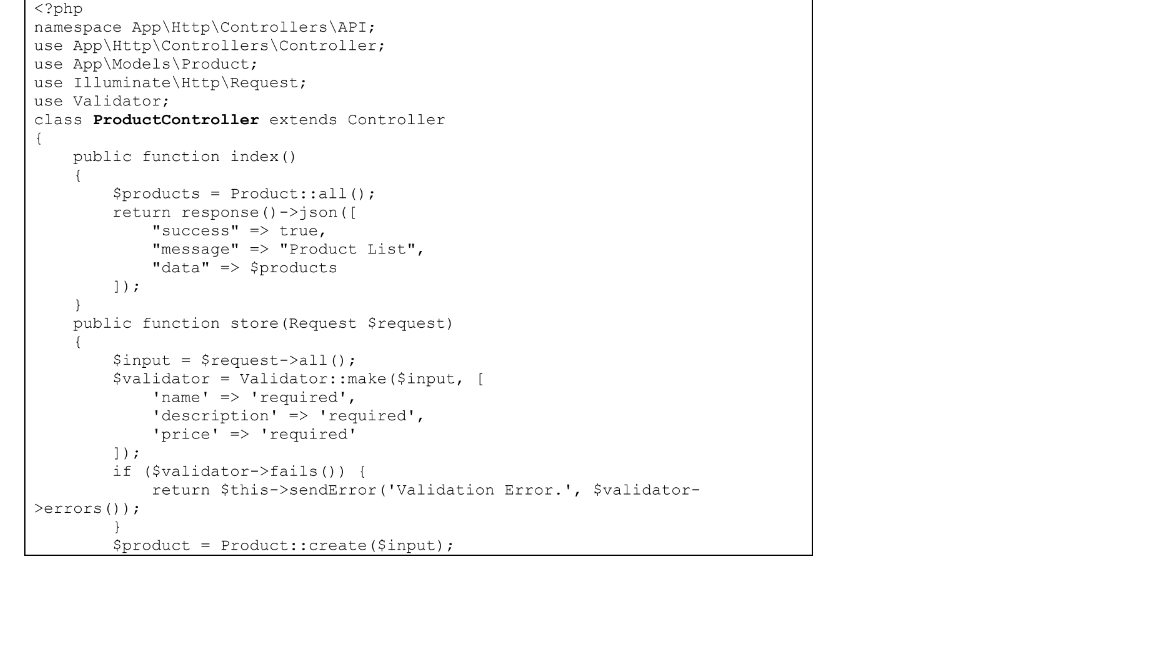 <?php
namespace App\Http\Controllers\API;
use App\Http\Controllers\Controller;
use App\Models\Product;
use Illuminate\Http\Request;
use Validator;
class ProductController extends Controller
{
    public function index()
    {
        $products = Product::all();
        return response()->json([
            "success" => true,
            "message" => "Product List",
            "data" => $products
        ]);
    }
    public function store(Request $request)
    {
        $input = $request->all();
        $validator = Validator::make($input, [
            'name' => 'required',
            'description' => 'required',
            'price' => 'required'
        ]);
        if ($validator->fails()) {
            return $this->sendError('Validation Error.', $validator-
>errors());
        }
        $product = Product::create($input);